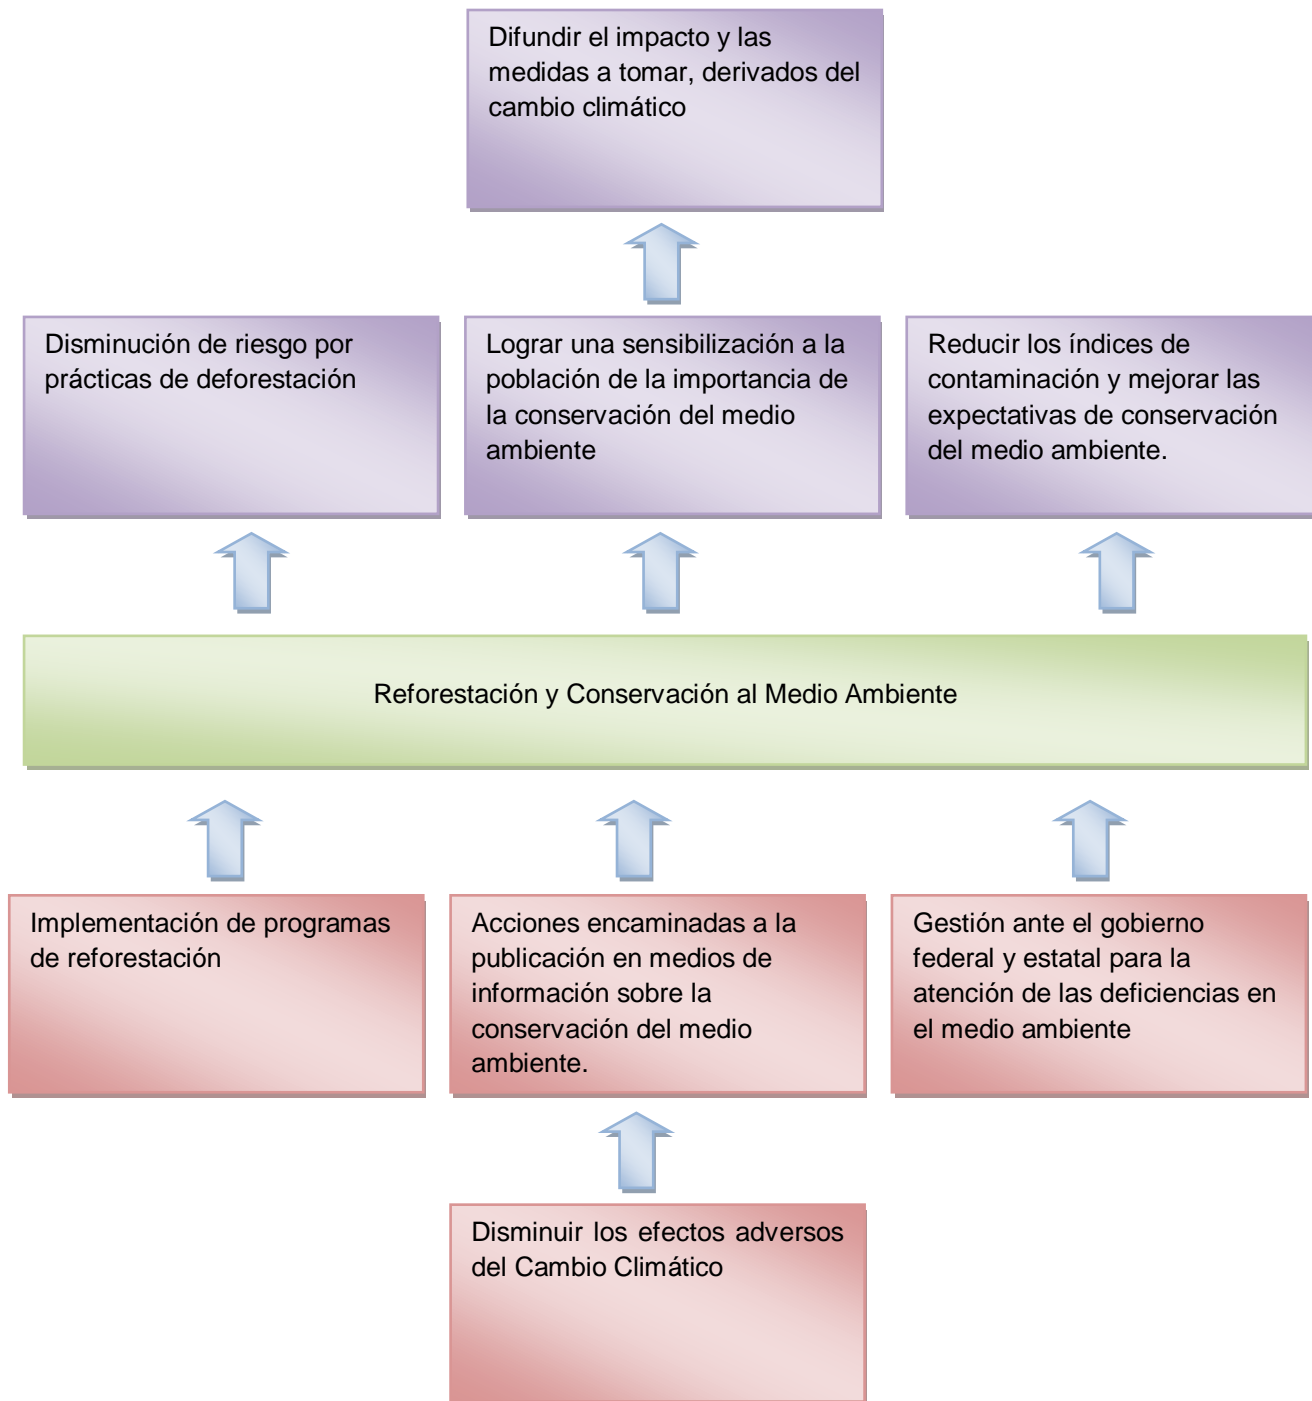 Difundir el impacto y las
medidas a tomar, derivados del
cambio climático
Disminución de riesgo por
prácticas de deforestación
Lograr una sensibilización a la
población de la importancia de
la conservación del medio
ambiente
Reducir los índices de
contaminación y mejorar las
expectativas de conservación
del medio ambiente.
Reforestación y Conservación al Medio Ambiente
Implementación de programas
de reforestación
Acciones encaminadas a la
publicación en medios de
información sobre la
conservación del medio
ambiente.
Gestión ante el gobierno
federal y estatal para la
atención de las deficiencias en
el medio ambiente
Disminuir los efectos adversos
del Cambio Climático